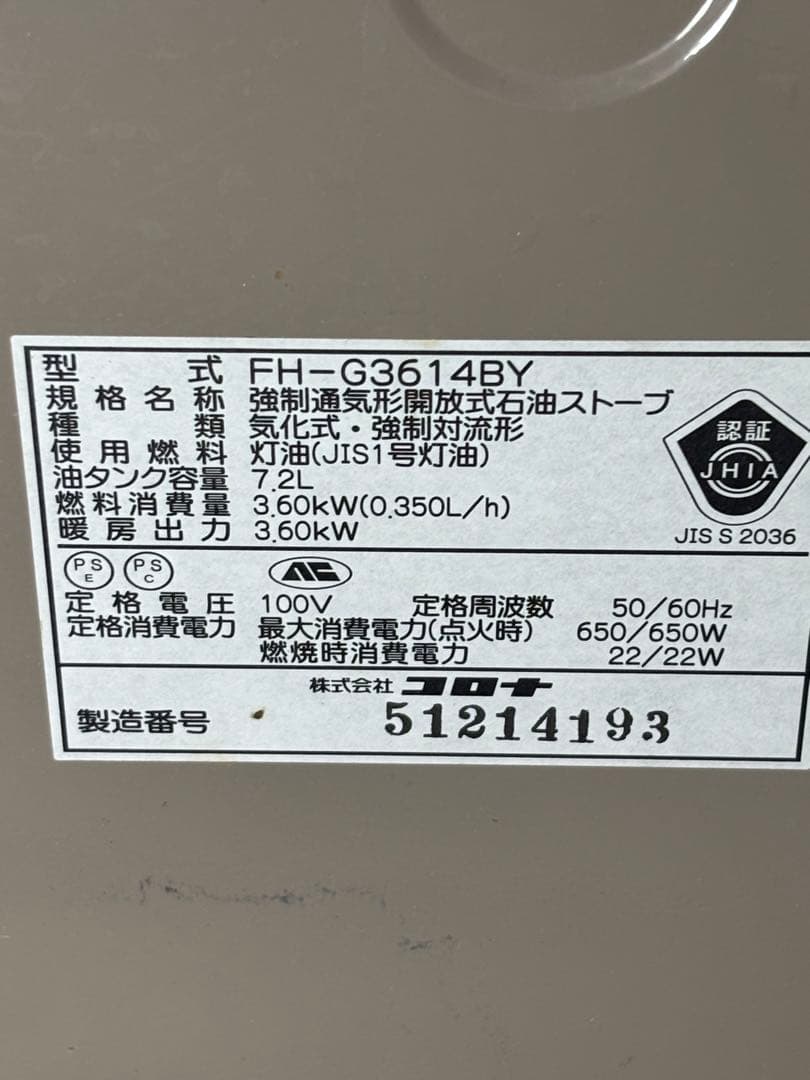 型式 FH-G3614BY
規格名称 強制通気形開放式石油ストーブ
種類 気化式・強制対流形
使用燃料 灯油(JIS1号灯油)
油タンク容量 7.2L
燃料消費量 3.60kW(0.350L/h)
暖房出力 3.60kW
認証
JHIA
JIS S 2036
PS E PS C
定格電圧 100V 定格周波数 50/60Hz
定格消費電力 最大消費電力(点火時) 650/650W
燃焼時消費電力 22/22W
株式会社 コロナ
製造番号 51214193